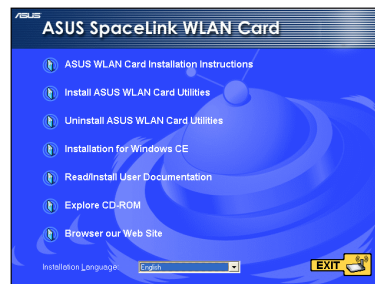 ASUS
ASUS SpaceLink WLAN Card
ASUS WLAN Card Installation Instructions
Install ASUS WLAN Card Utilities
Uninstall ASUS WLAN Card Utilities
Installation for Windows CE
Read/Install User Documentation
Explore CD-ROM
Browser our Web Site
Installation Language: English
EXIT